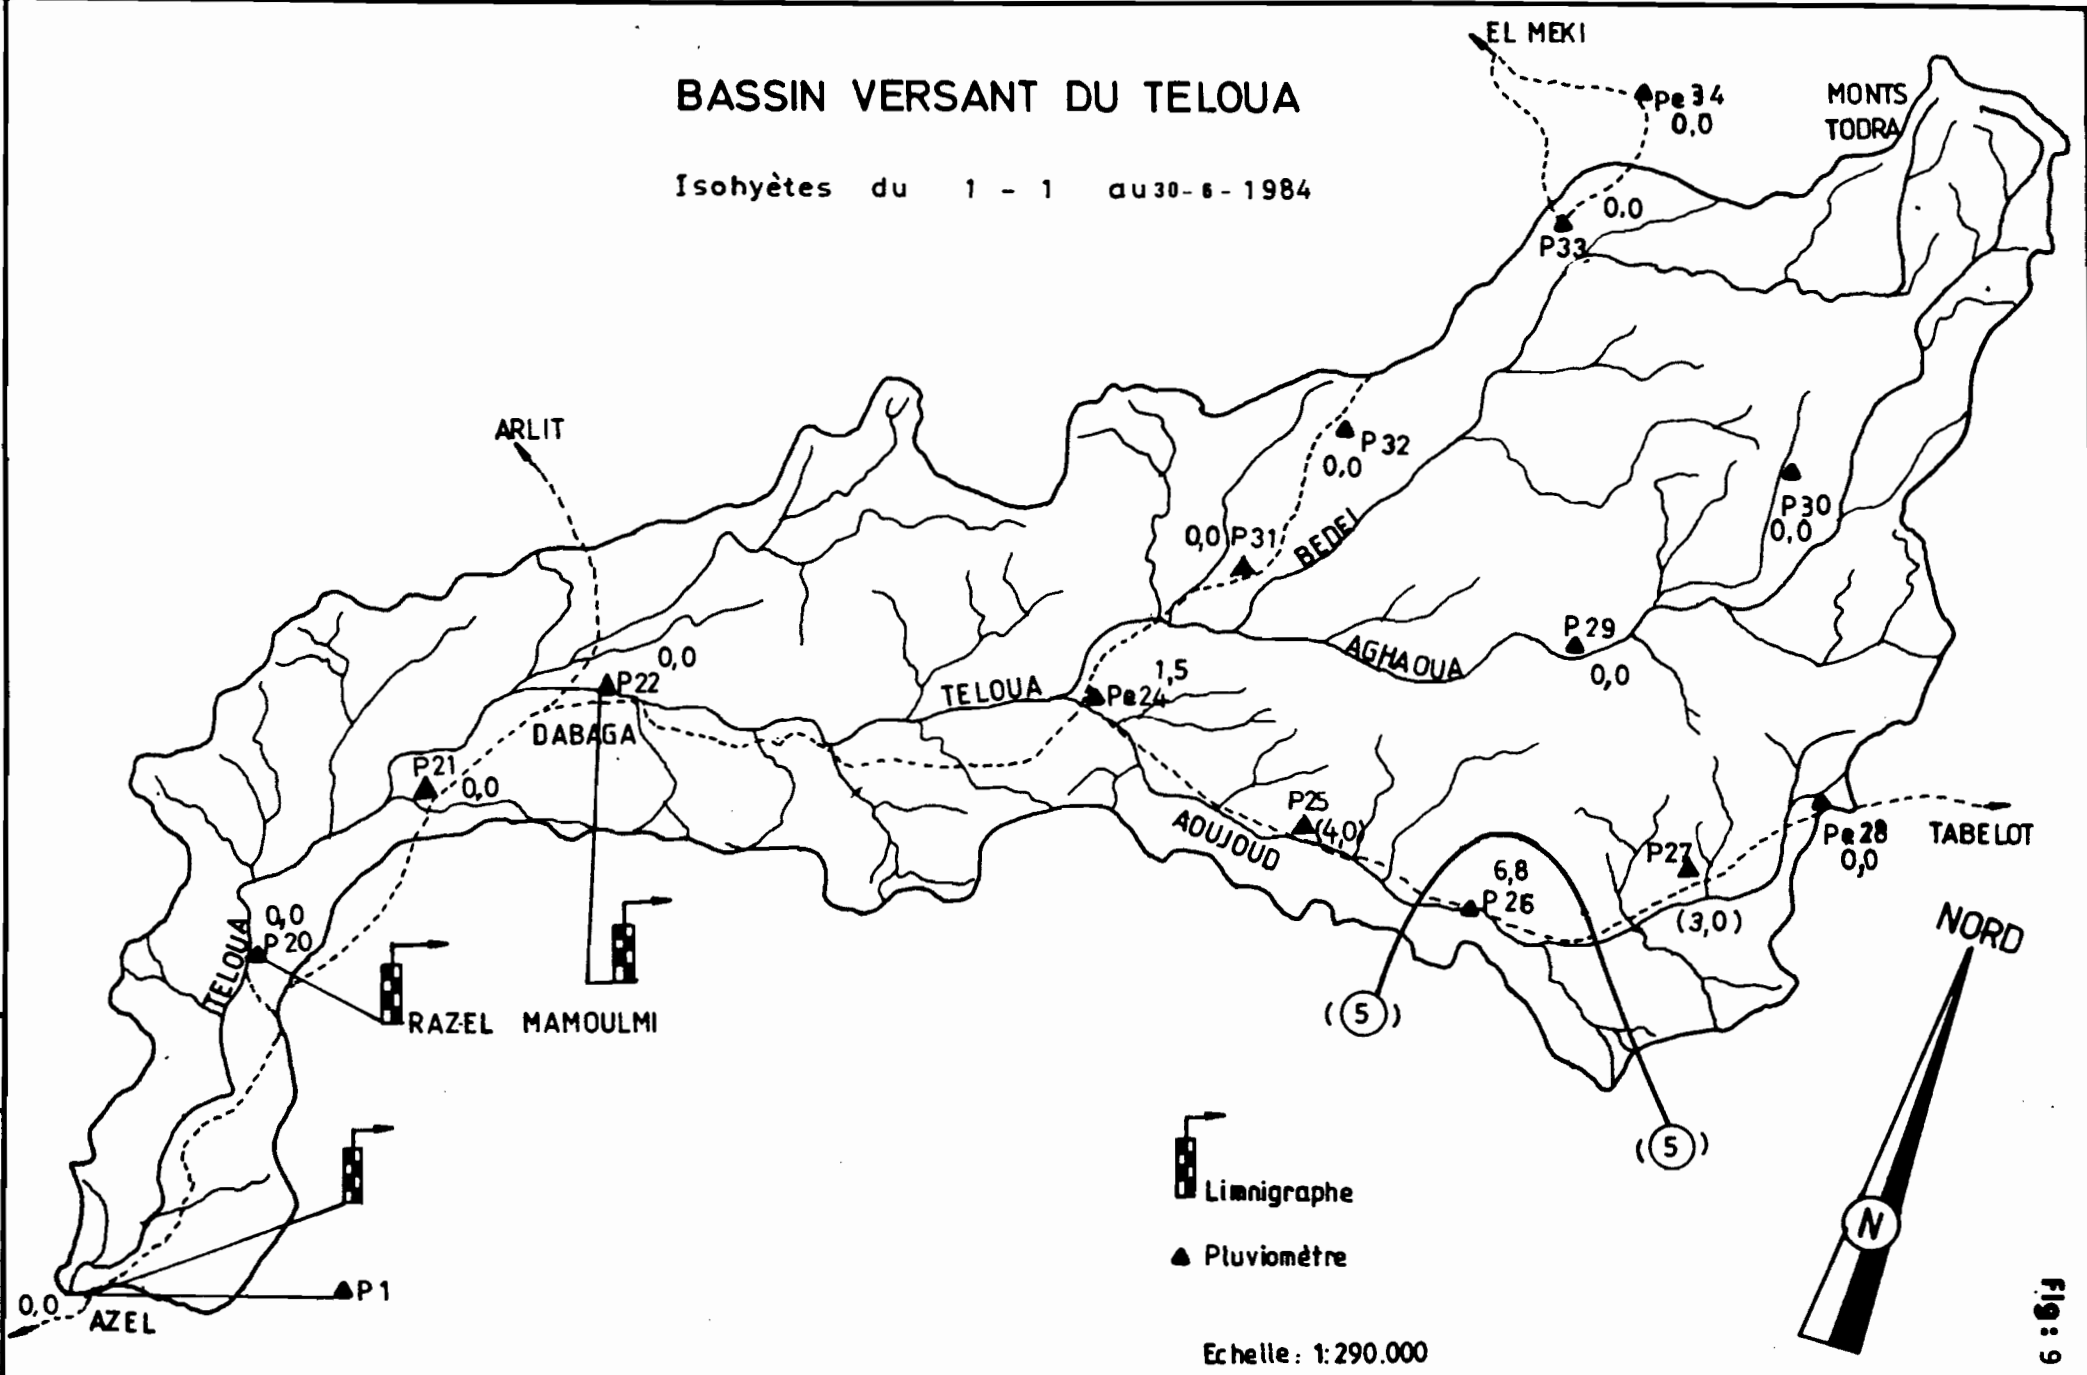 EL MEKI
BASSIN VERSANT DU TELOUA
Pe 34
0,0
MONTS
TODRA
Isohyètes du 1 - 1 au 30 - 6 - 1984
0,0
P33
ARLIT
P 32
0,0
P30
0,0
0,0
P31
BEDEI
P 29
0,0
AGHAOUA
0,0
P22
1,5
Pe24
TELOUA
DABAGA
P21
0,0
P25
(4,0)
AOUJOUD
6,8
P 26
P27
(3,0)
Pe28
0,0
TABELOT
0,0
P 20
TELOUA
NORD
RAZEL MAMOULMI
(5)
(5)
Limnigraphe
N
Pluviomètre
P 1
0,0
AZEL
Echelle : 1:290.000
Fig : 9